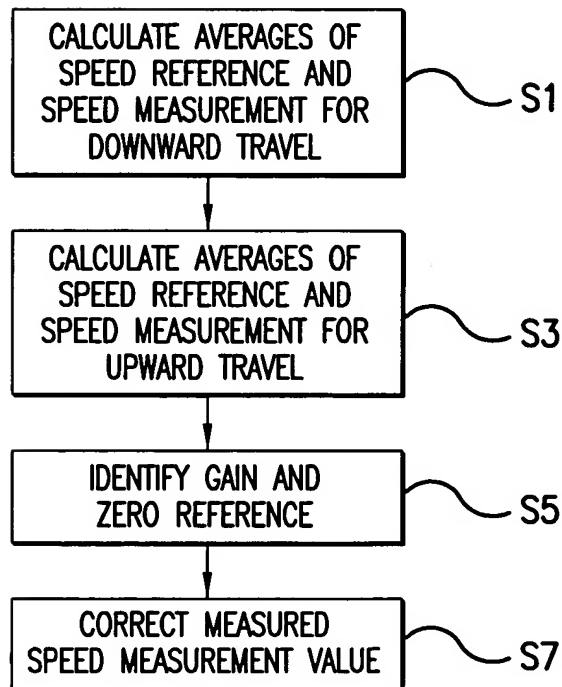 CALCULATE AVERAGES OF
SPEED REFERENCE AND
SPEED MEASUREMENT FOR
DOWNWARD TRAVEL
S1
CALCULATE AVERAGES OF
SPEED REFERENCE AND
SPEED MEASUREMENT FOR
UPWARD TRAVEL
S3
IDENTIFY GAIN AND
ZERO REFERENCE
S5
CORRECT MEASURED
SPEED MEASUREMENT VALUE
S7